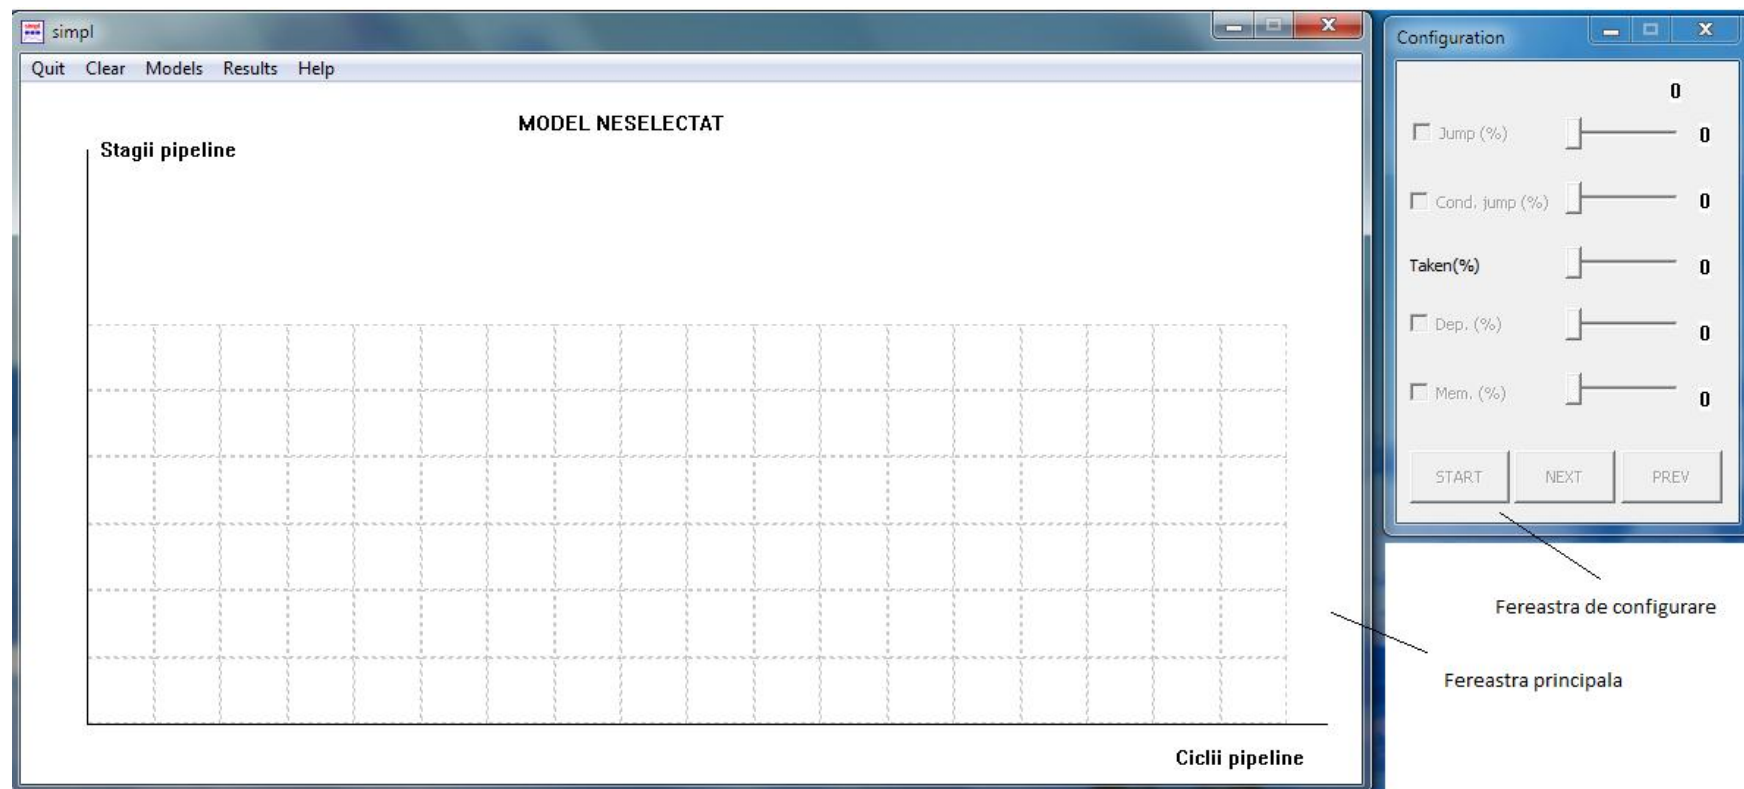 simpl
Quit Clear Models Results Help
MODEL NESELECTAT
Stagii pipeline
Ciclii pipeline
Configuration
0
Jump (%) 0
Cond. jump (%) 0
Taken(%) 0
Dep. (%) 0
Mem. (%) 0
START NEXT PREV
Fereastra de configurare
Fereastra principala